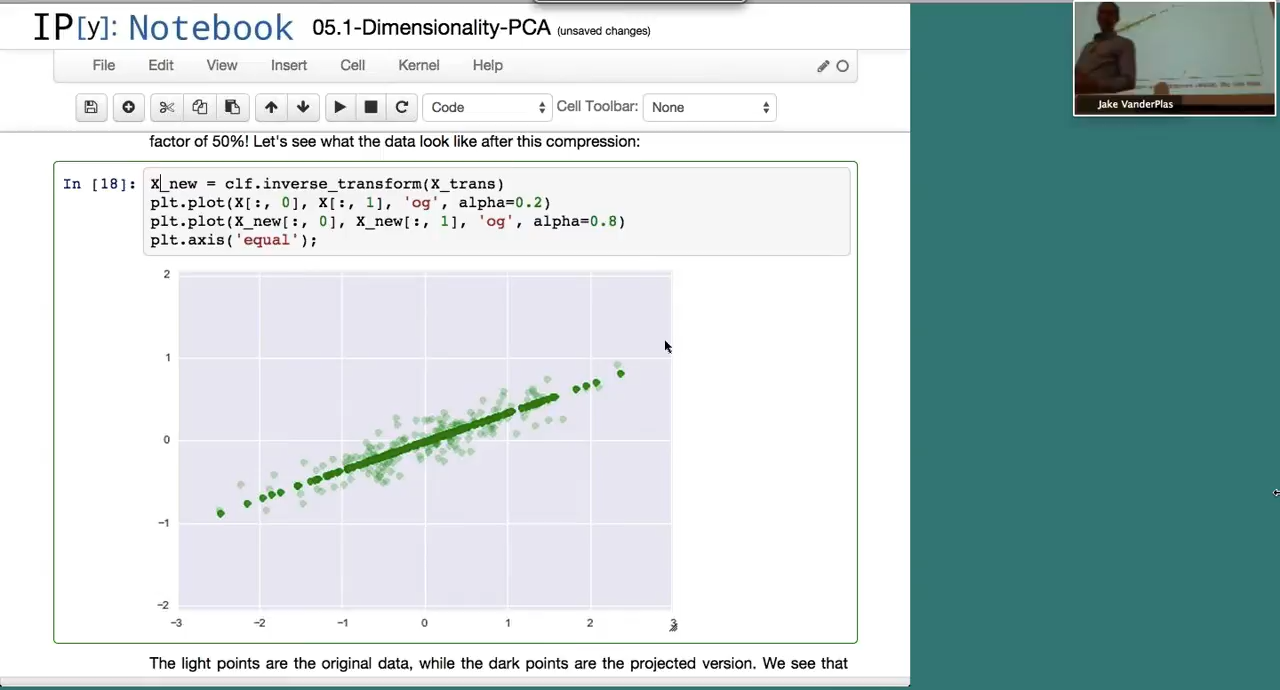 IP[y]: Notebook 05.1-Dimensionality-PCA (unsaved changes)
File Edit View Insert Cell Kernel Help
Code Cell Toolbar: None
factor of 50%! Let's see what the data look like after this compression:
In [18]: X_new = clf.inverse_transform(X_trans)
plt.plot(X[:, 0], X[:, 1], 'og', alpha=0.2)
plt.plot(X_new[:, 0], X_new[:, 1], 'og', alpha=0.8)
plt.axis('equal');
2
1
0
−1
−2
−3 −2 −1 0 1 2 3
The light points are the original data, while the dark points are the projected version. We see that
Jake VanderPlas